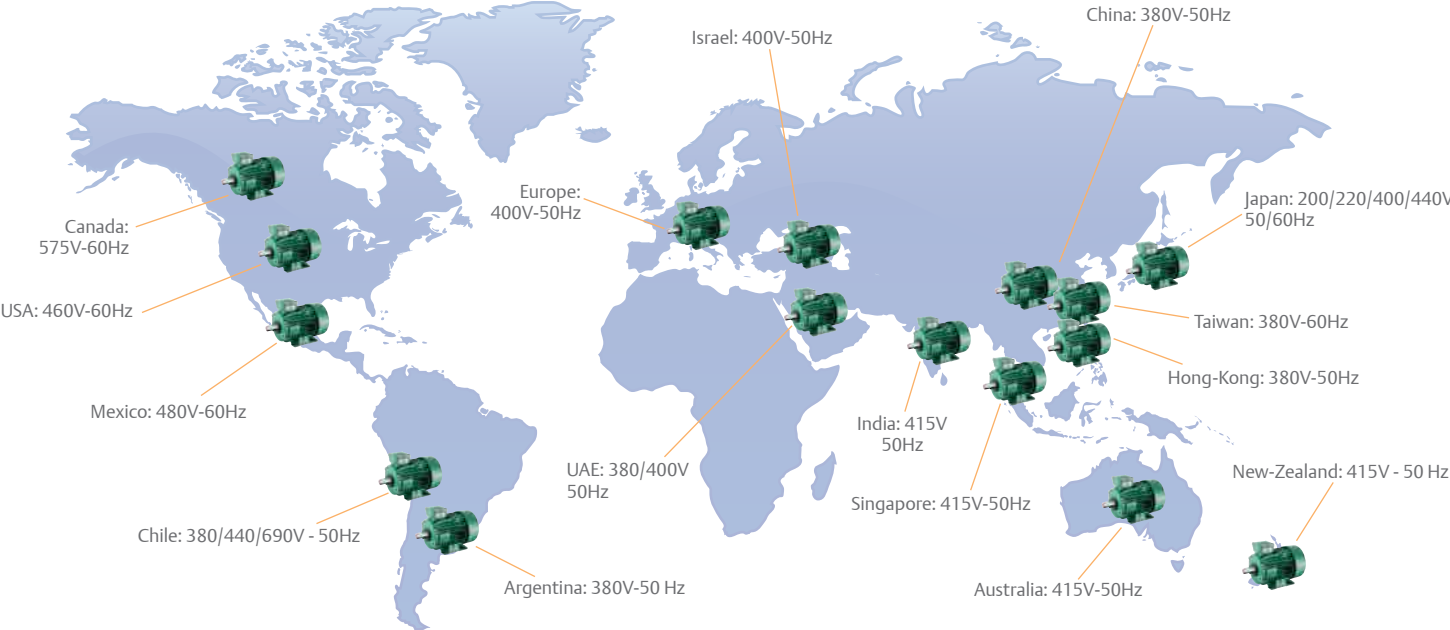 China: 380V-50Hz
Israel: 400V-50Hz
Europe:
400V-50Hz
Japan: 200/220/400/440V
50/60Hz
Canada:
575V-60Hz
USA: 460V-60Hz
Taiwan: 380V-60Hz
Hong-Kong: 380V-50Hz
Mexico: 480V-60Hz
India: 415V
50Hz
UAE: 380/400V
50Hz
New-Zealand: 415V - 50 Hz
Singapore: 415V-50Hz
Chile: 380/440/690V - 50Hz
Argentina: 380V-50 Hz
Australia: 415V-50Hz